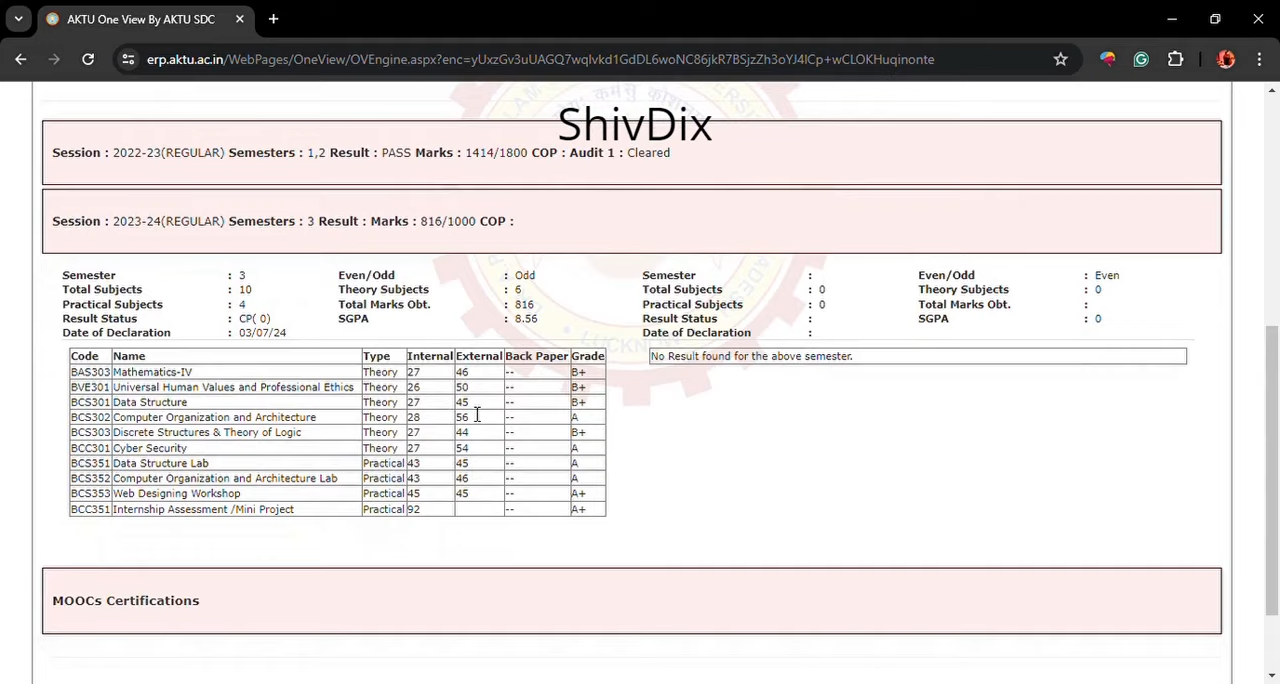 AKTU One View By AKTU SDC
erp.aktu.ac.in/WebPages/OneView/OVEngine.aspx?enc=yUxzGv3uUAGQ7wqlvkd1GdDL6woNC86jkR7BSjzZh3oYJ4lCp+wCLOKHuqinonte
ShivDix
Session : 2022-23(REGULAR) Semesters : 1,2 Result : PASS Marks : 1414/1800 COP : Audit 1 : Cleared
Session : 2023-24(REGULAR) Semesters : 3 Result : Marks : 816/1000 COP :
Semester : 3 Even/Odd : Odd Semester : Even/Odd : Even
Total Subjects : 10 Theory Subjects : 6 Total Subjects : 0 Theory Subjects : 0
Practical Subjects : 4 Total Marks Obt. : 816 Practical Subjects : 0 Total Marks Obt. :
Result Status : CP( 0) SGPA : 8.56 Result Status : SGPA : 0
Date of Declaration : 03/07/24 Date of Declaration :
Code Name Type Internal External Back Paper Grade No Result found for the above semester.
BAS303 Mathematics-IV Theory 27 46 -- B+
BVE301 Universal Human Values and Professional Ethics Theory 26 50 -- B+
BCS301 Data Structure Theory 27 45 -- B+
BCS302 Computer Organization and Architecture Theory 28 56 -- A
BCS303 Discrete Structures & Theory of Logic Theory 27 44 -- B+
BCC301 Cyber Security Theory 27 54 -- A
BCS351 Data Structure Lab Practical 43 45 -- A
BCS352 Computer Organization and Architecture Lab Practical 43 46 -- A
BCS353 Web Designing Workshop Practical 45 45 -- A+
BCC351 Internship Assessment /Mini Project Practical 92 -- A+
LUCKNOW
MOOCs Certifications